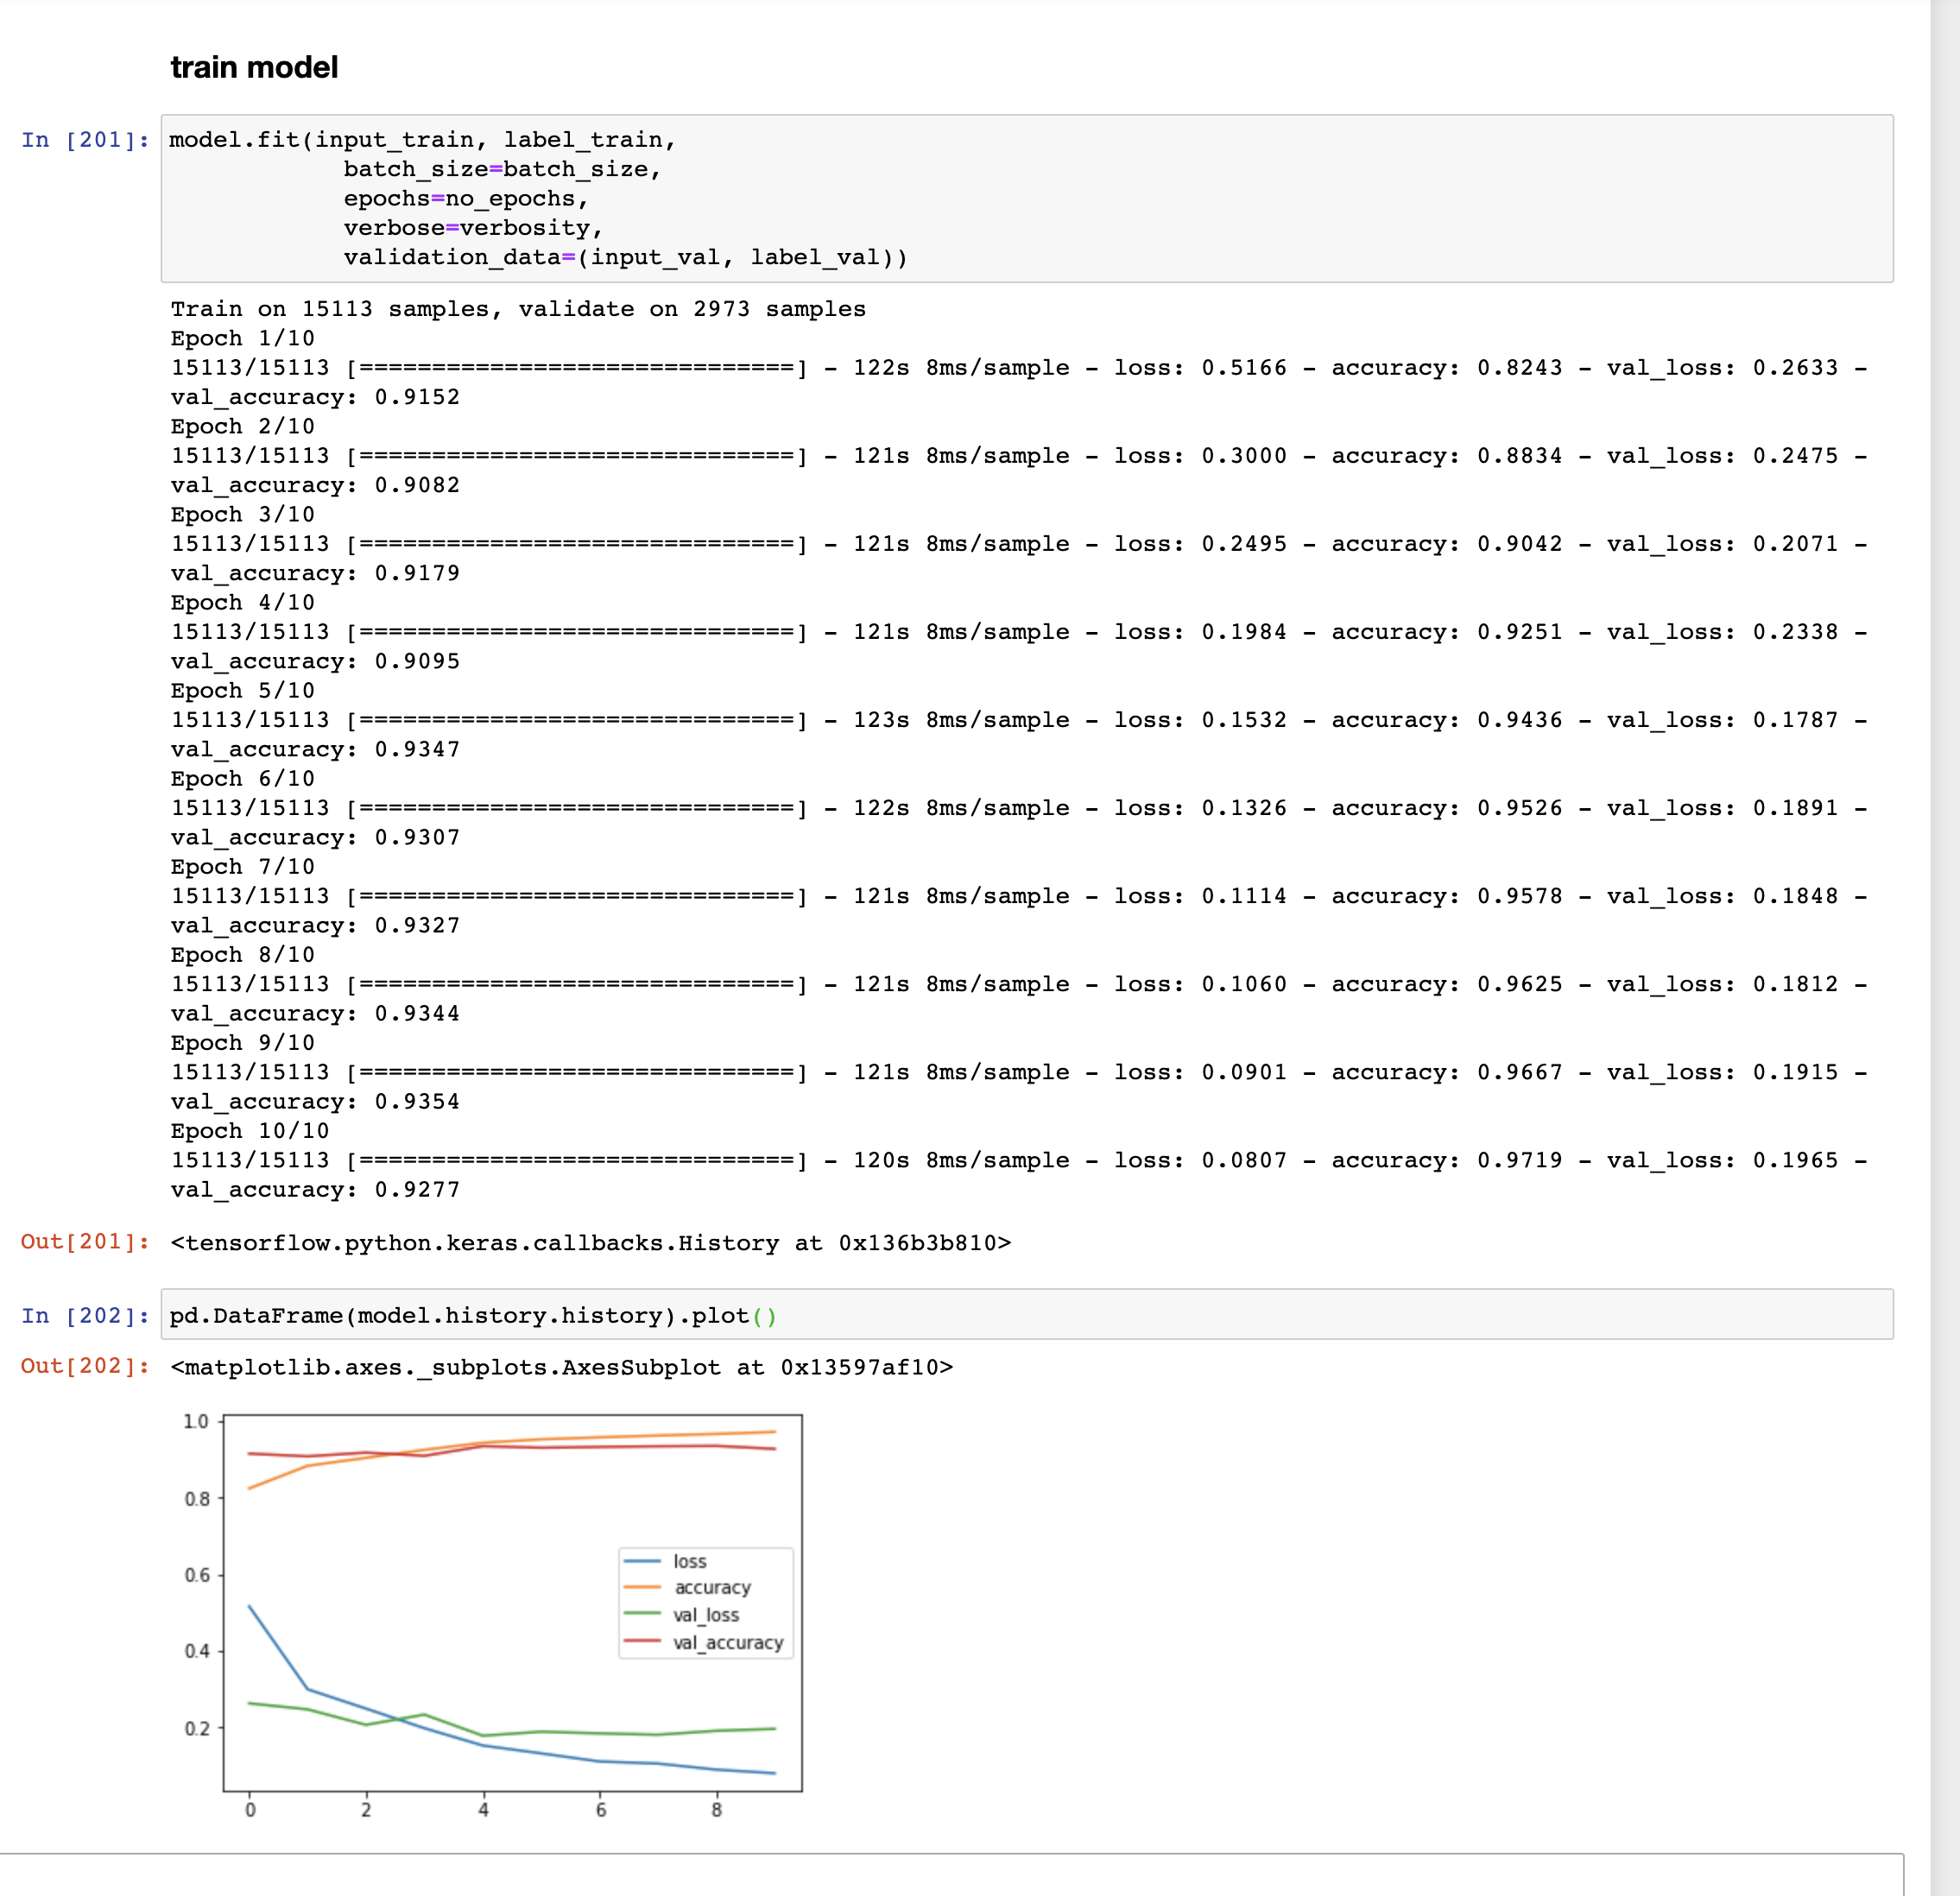 train model
In [201]: model.fit(input_train, label_train,
batch_size=batch_size,
epochs=no_epochs,
verbose=verbosity,
validation_data=(input_val, label_val))
Train on 15113 samples, validate on 2973 samples
Epoch 1/10
15113/15113 [==============================] - 122s 8ms/sample - loss: 0.5166 - accuracy: 0.8243 - val_loss: 0.2633 -
val_accuracy: 0.9152
Epoch 2/10
15113/15113 [==============================] - 121s 8ms/sample - loss: 0.3000 - accuracy: 0.8834 - val_loss: 0.2475 -
val_accuracy: 0.9082
Epoch 3/10
15113/15113 [==============================] - 121s 8ms/sample - loss: 0.2495 - accuracy: 0.9042 - val_loss: 0.2071 -
val_accuracy: 0.9179
Epoch 4/10
15113/15113 [==============================] - 121s 8ms/sample - loss: 0.1984 - accuracy: 0.9251 - val_loss: 0.2338 -
val_accuracy: 0.9095
Epoch 5/10
15113/15113 [==============================] - 123s 8ms/sample - loss: 0.1532 - accuracy: 0.9436 - val_loss: 0.1787 -
val_accuracy: 0.9347
Epoch 6/10
15113/15113 [==============================] - 122s 8ms/sample - loss: 0.1326 - accuracy: 0.9526 - val_loss: 0.1891 -
val_accuracy: 0.9307
Epoch 7/10
15113/15113 [==============================] - 121s 8ms/sample - loss: 0.1114 - accuracy: 0.9578 - val_loss: 0.1848 -
val_accuracy: 0.9327
Epoch 8/10
15113/15113 [==============================] - 121s 8ms/sample - loss: 0.1060 - accuracy: 0.9625 - val_loss: 0.1812 -
val_accuracy: 0.9344
Epoch 9/10
15113/15113 [==============================] - 121s 8ms/sample - loss: 0.0901 - accuracy: 0.9667 - val_loss: 0.1915 -
val_accuracy: 0.9354
Epoch 10/10
15113/15113 [==============================] - 120s 8ms/sample - loss: 0.0807 - accuracy: 0.9719 - val_loss: 0.1965 -
val_accuracy: 0.9277
Out[201]: <tensorflow.python.keras.callbacks.History at 0x136b3b810>
In [202]: pd.DataFrame(model.history.history).plot()
Out[202]: <matplotlib.axes._subplots.AxesSubplot at 0x13597af10>
1.0
0.8
0.6
0.4
0.2
loss
accuracy
val_loss
val_accuracy
0 2 4 6 8